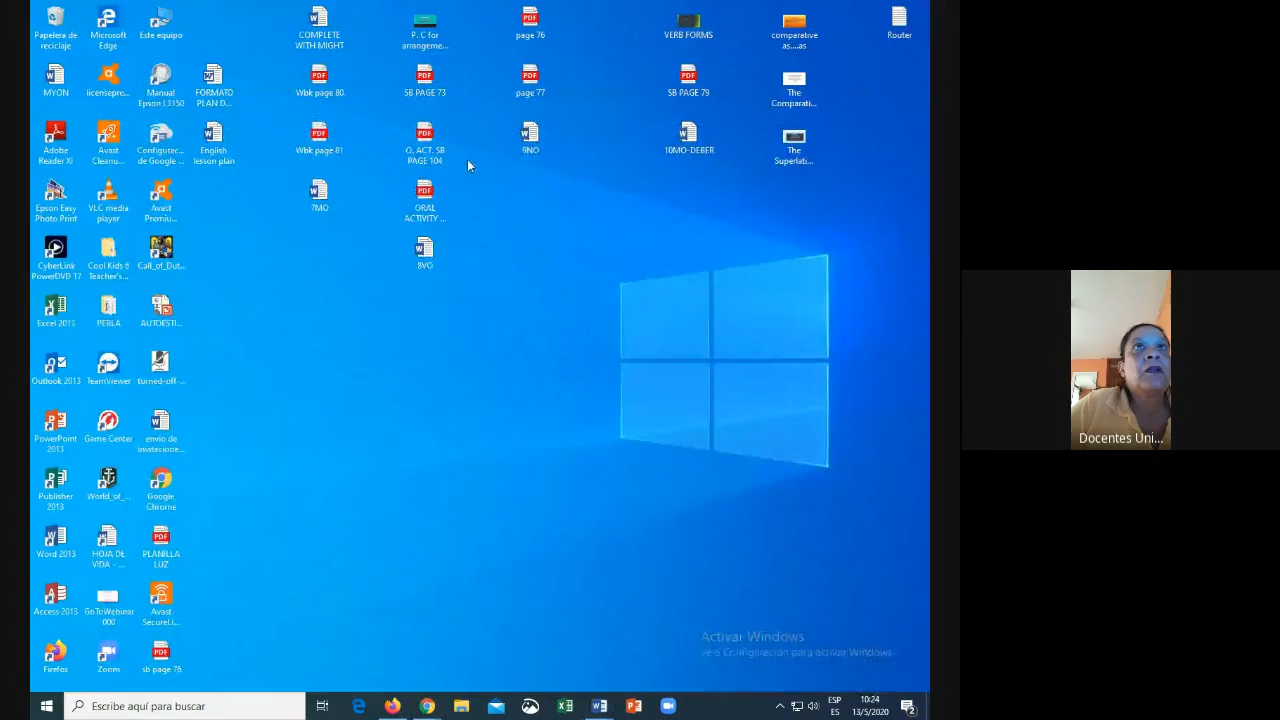 Papelera de
reciclaje
Microsoft
Edge
Este equipo
COMPLETE
WITH MIGHT
P. C for
arrangeme...
page 76
VERB FORMS
comparative
as....as
Router
MYON
licensepre...
Manual
Epson L3150
FORMATO
PLAN D...
Wbk page 80
SB PAGE 73
page 77
SB PAGE 79
The
Comparati...
Adobe
Reader XI
Avast
Cleanu...
Configurac...
de Google ...
English
lesson plan
Wbk page 81
O. ACT. SB
PAGE 104
9NO
10MO-DEBER
The
Superlati...
Epson Easy
Photo Print
VLC media
player
Avast
Premiu...
7MO
ORAL
ACTIVITY ...
CyberLink
PowerDVD 17
Cool Kids 6
Teacher's...
Call_of_Dut...
8VO
Excel 2013
PERLA
AUTOESTI...
Outlook 2013
TeamViewer
turned-off-...
PowerPoint
2013
Game Center
envio de
invitacione...
Publisher
2013
World_of_...
Google
Chrome
Word 2013
HOJA DE
VIDA - ...
PLANILLA
LUZ
Access 2013
GoToWebinar
000
Avast
SecureLi...
Firefox
Zoom
sb page 76
Activar Windows
Ve a Configuración para activar Windows.
Docentes Uni...
Escribe aquí para buscar
ESP
ES
10:24
13/5/2020
2